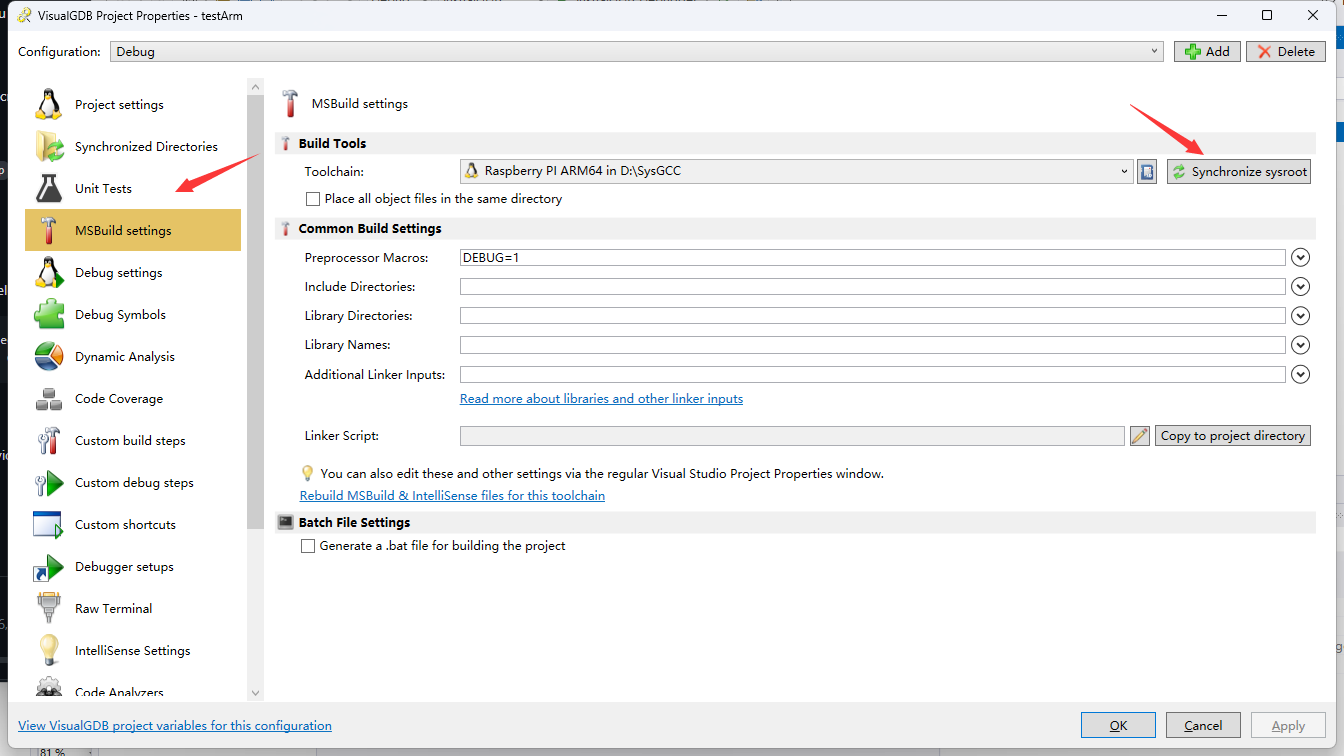 VisualGDB Project Properties - testArm
Configuration: Debug Add Delete
Project settings
Synchronized Directories
Unit Tests
MSBuild settings
Debug settings
Debug Symbols
Dynamic Analysis
Code Coverage
Custom build steps
Custom debug steps
Custom shortcuts
Debugger setups
Raw Terminal
IntelliSense Settings
Code Analyzers
MSBuild settings
Build Tools
Toolchain: Raspberry PI ARM64 in D:\SysGCC Synchronize sysroot
Place all object files in the same directory
Common Build Settings
Preprocessor Macros: DEBUG=1
Include Directories:
Library Directories:
Library Names:
Additional Linker Inputs:
Read more about libraries and other linker inputs
Linker Script: Copy to project directory
You can also edit these and other settings via the regular Visual Studio Project Properties window.
Rebuild MSBuild & IntelliSense files for this toolchain
Batch File Settings
Generate a .bat file for building the project
View VisualGDB project variables for this configuration
OK Cancel Apply
81 %